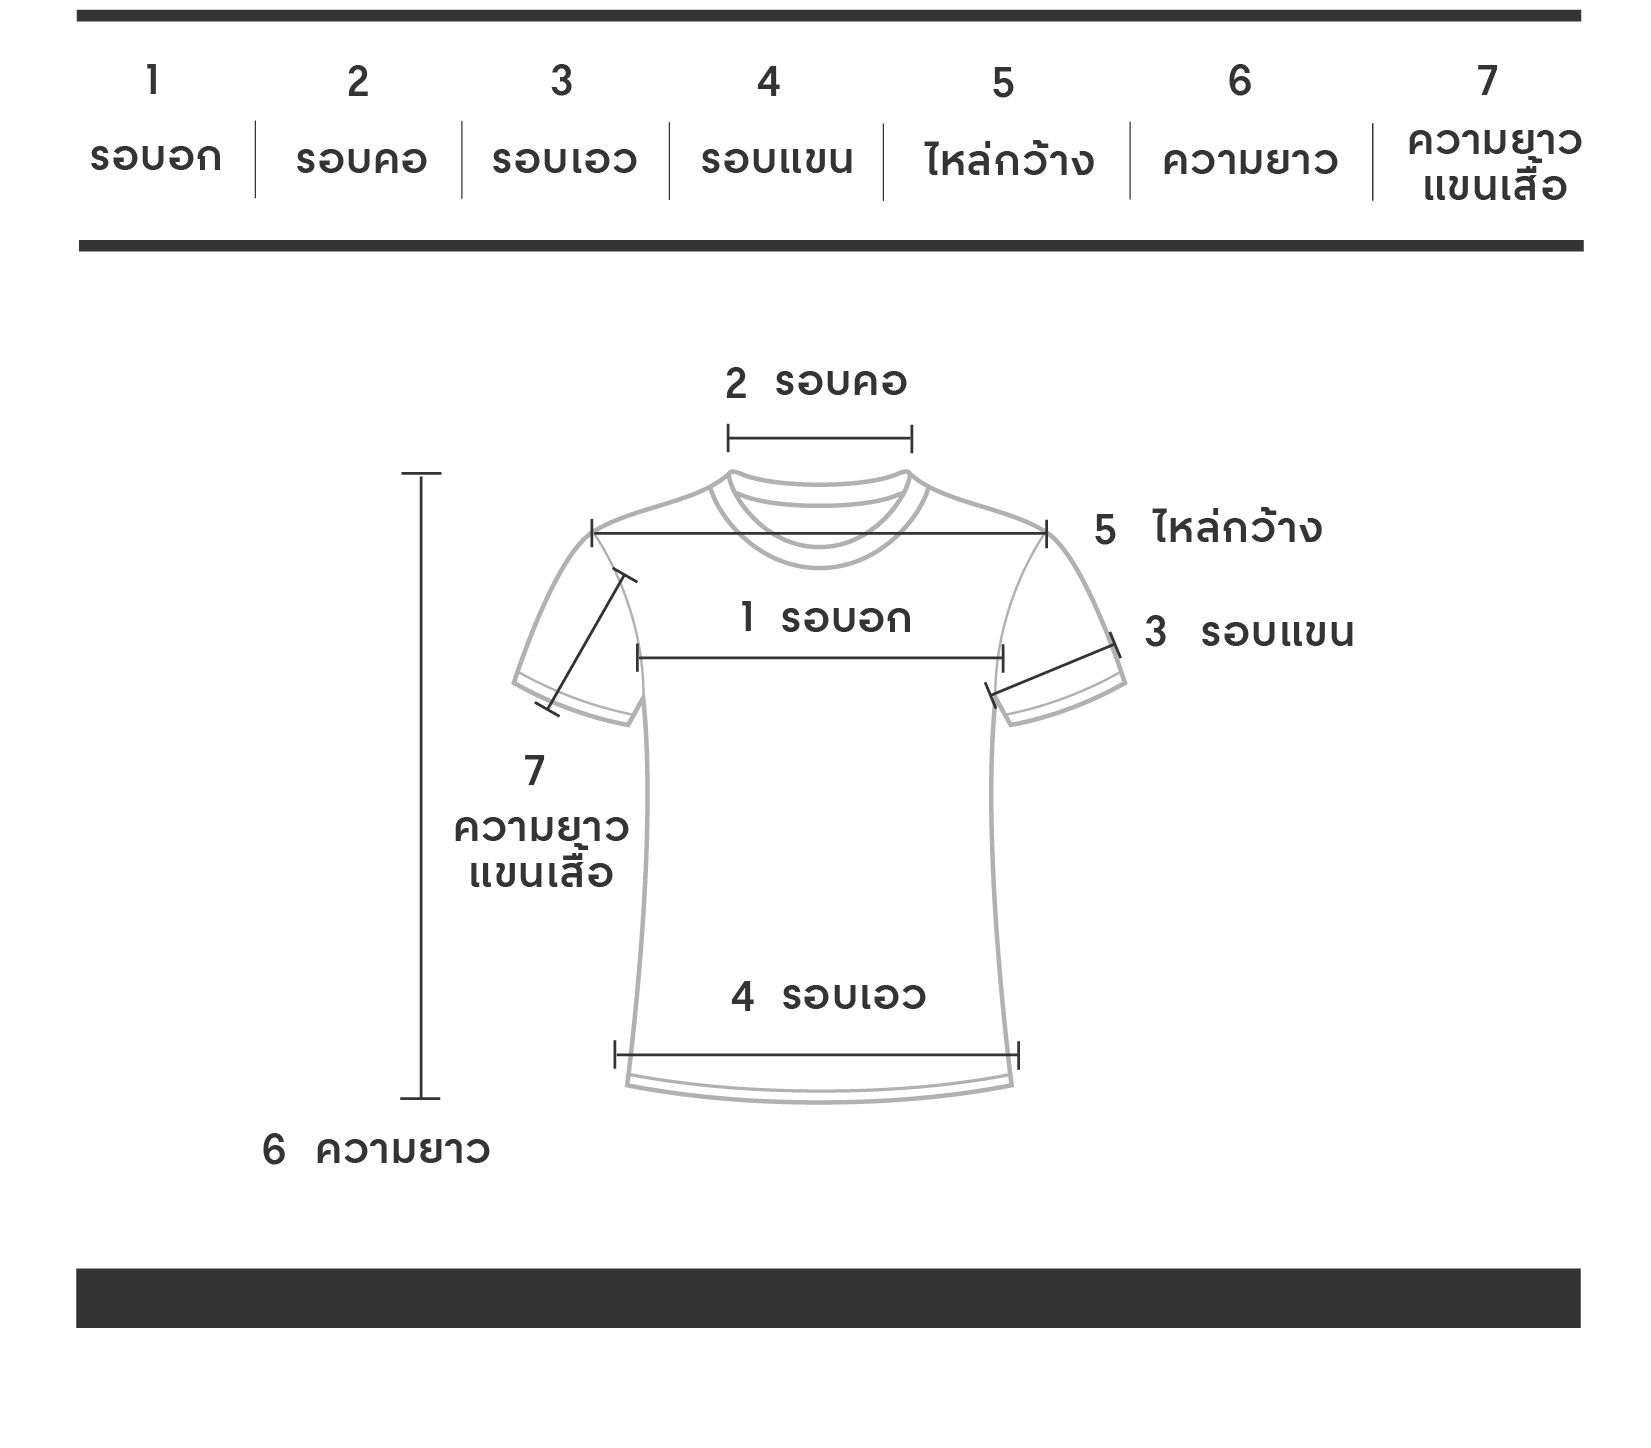 1 2 3 4 5 6 7
รอบอก รอบคอ รอบเอว รอบแขน ไหล่กว้าง ความยาว ความยาว
แขนเสื้อ
2 รอบคอ
5 ไหล่กว้าง
1 รอบอก
3 รอบแขน
7
ความยาว
แขนเสื้อ
4 รอบเอว
6 ความยาว